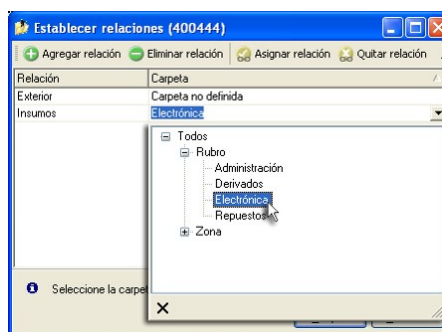 Establecer relaciones (400444)
Agregar relación Eliminar relación Asignar relación Quitar relación
Relación Carpeta
Exterior Carpeta no definida
Insumos Electrónica
Todos
Rubro
Administración
Derivados
Electrónica
Repuestos
Zona
Seleccione la